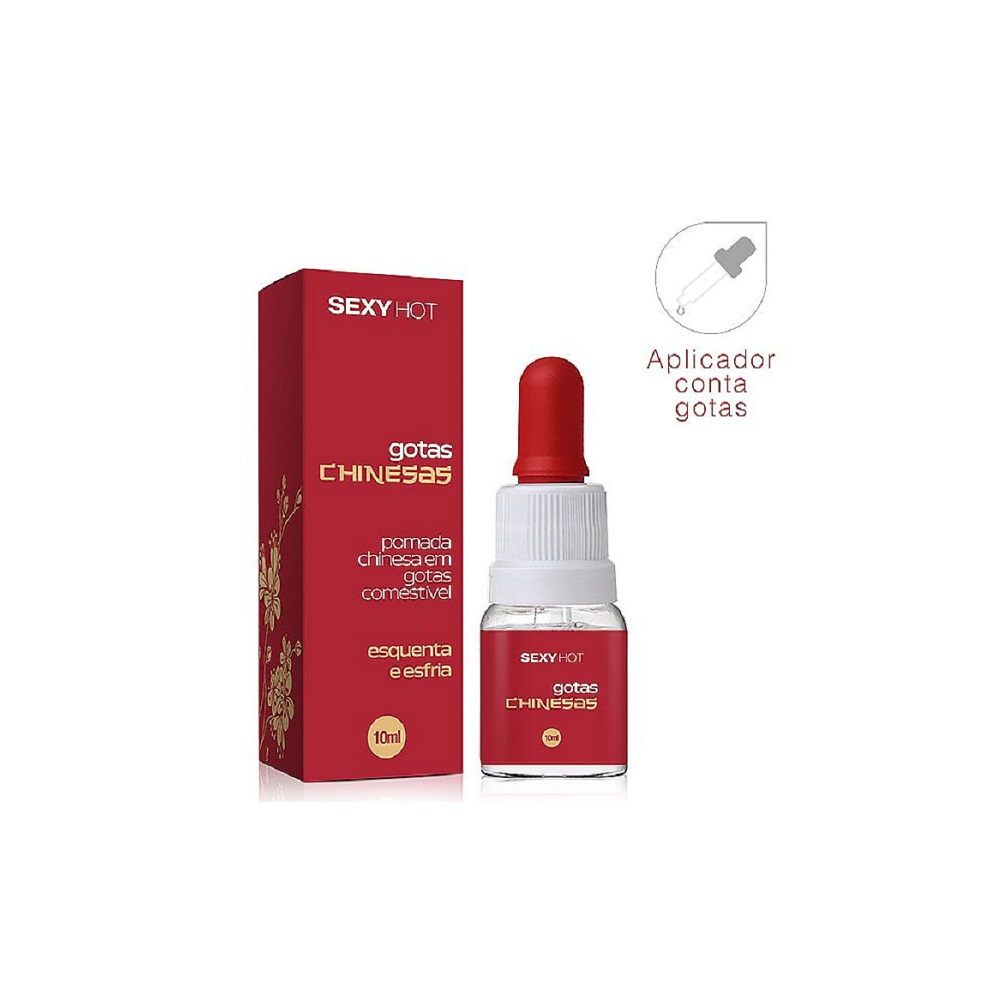 SEXY HOT
gotas
CHINESAS
pomada
chinesa em
gotas
comestível
esquenta
e esfria
10ml
SEXY HOT
gotas
CHINESAS
10ml
Aplicador
conta
gotas